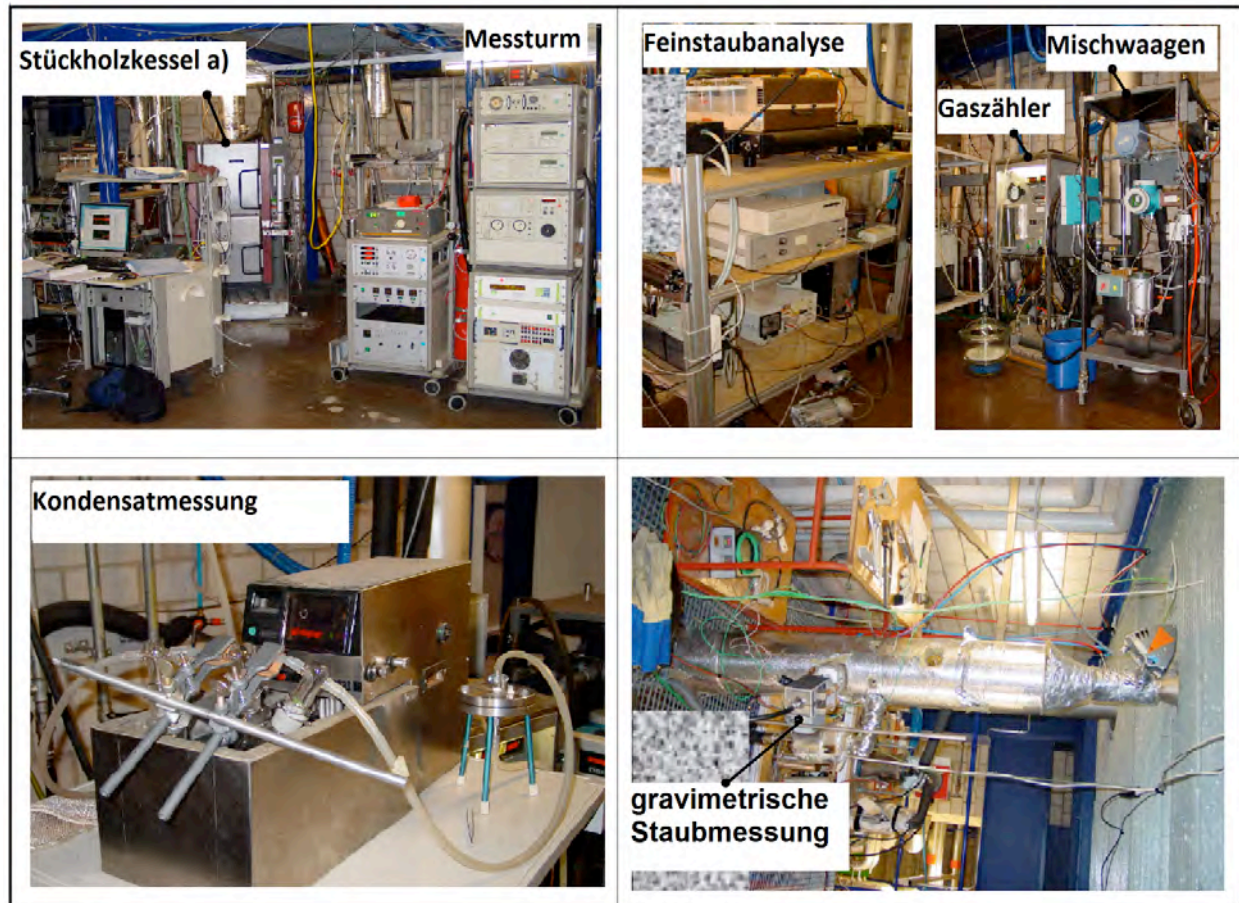 Stückholzkessel a)
Messturm
Feinstaubanalyse
Mischwaagen
Gaszähler
Kondensatmessung
gravimetrische
Staubmessung